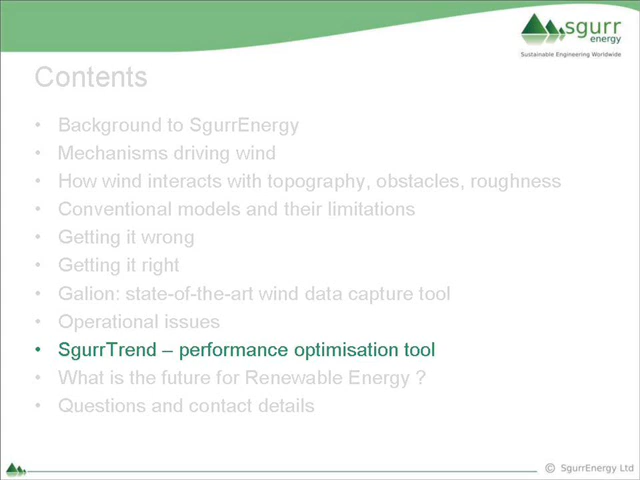 sgurr
energy
Sustainable Engineering Worldwide
Contents
• Background to SgurrEnergy
• Mechanisms driving wind
• How wind interacts with topography, obstacles, roughness
• Conventional models and their limitations
• Getting it wrong
• Getting it right
• Galion: state-of-the-art wind data capture tool
• Operational issues
• SgurrTrend – performance optimisation tool
• What is the future for Renewable Energy ?
• Questions and contact details
© SgurrEnergy Ltd